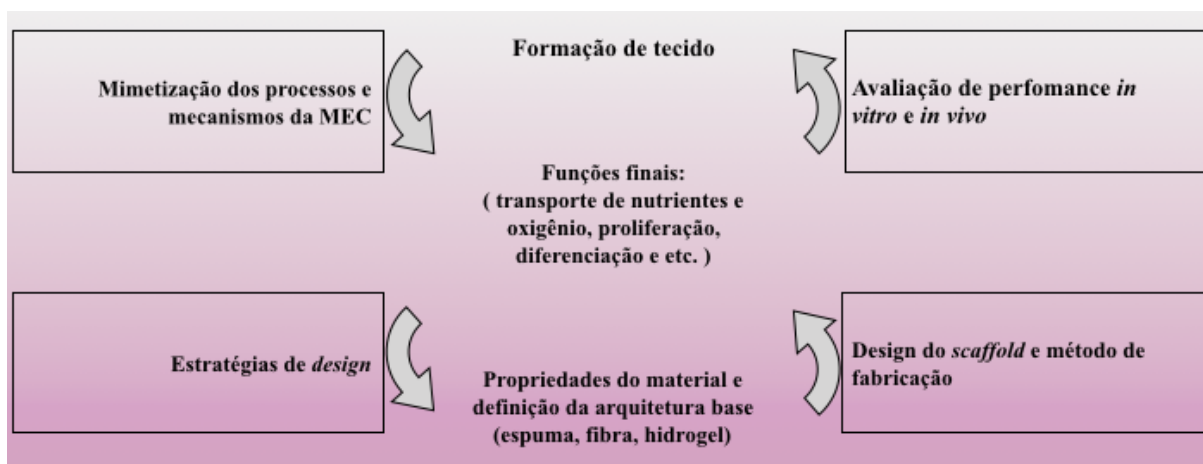 Formação de tecido
Mimetização dos processos e
mecanismos da MEC
Avaliação de perfomance in
vitro e in vivo
Funções finais:
( transporte de nutrientes e
oxigênio, proliferação,
diferenciação e etc. )
Estratégias de design
Design do scaffold e método de
fabricação
Propriedades do material e
definição da arquitetura base
(espuma, fibra, hidrogel)